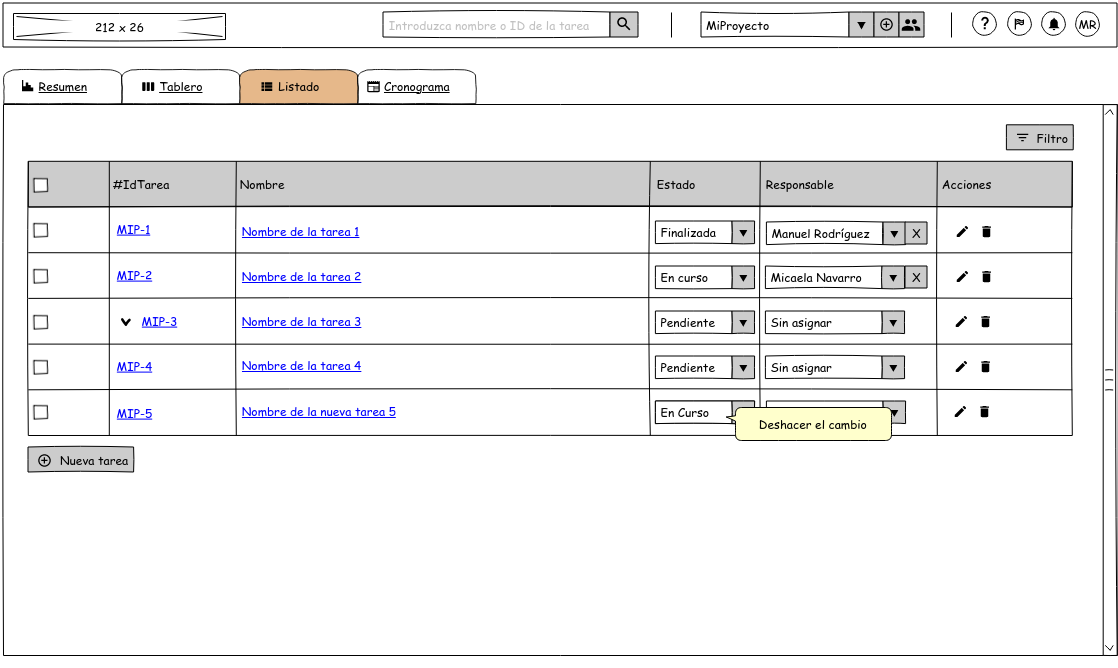 212 x 26
Introduzca nombre o ID de la tarea
MiProyecto
?
MR
Resumen
Tablero
Listado
Cronograma
Filtro
#IdTarea Nombre Estado Responsable Acciones
MIP-1 Nombre de la tarea 1 Finalizada Manuel Rodríguez X
MIP-2 Nombre de la tarea 2 En curso Micaela Navarro X
MIP-3 Nombre de la tarea 3 Pendiente Sin asignar
MIP-4 Nombre de la tarea 4 Pendiente Sin asignar
MIP-5 Nombre de la nueva tarea 5 En Curso
Deshacer el cambio
Nueva tarea